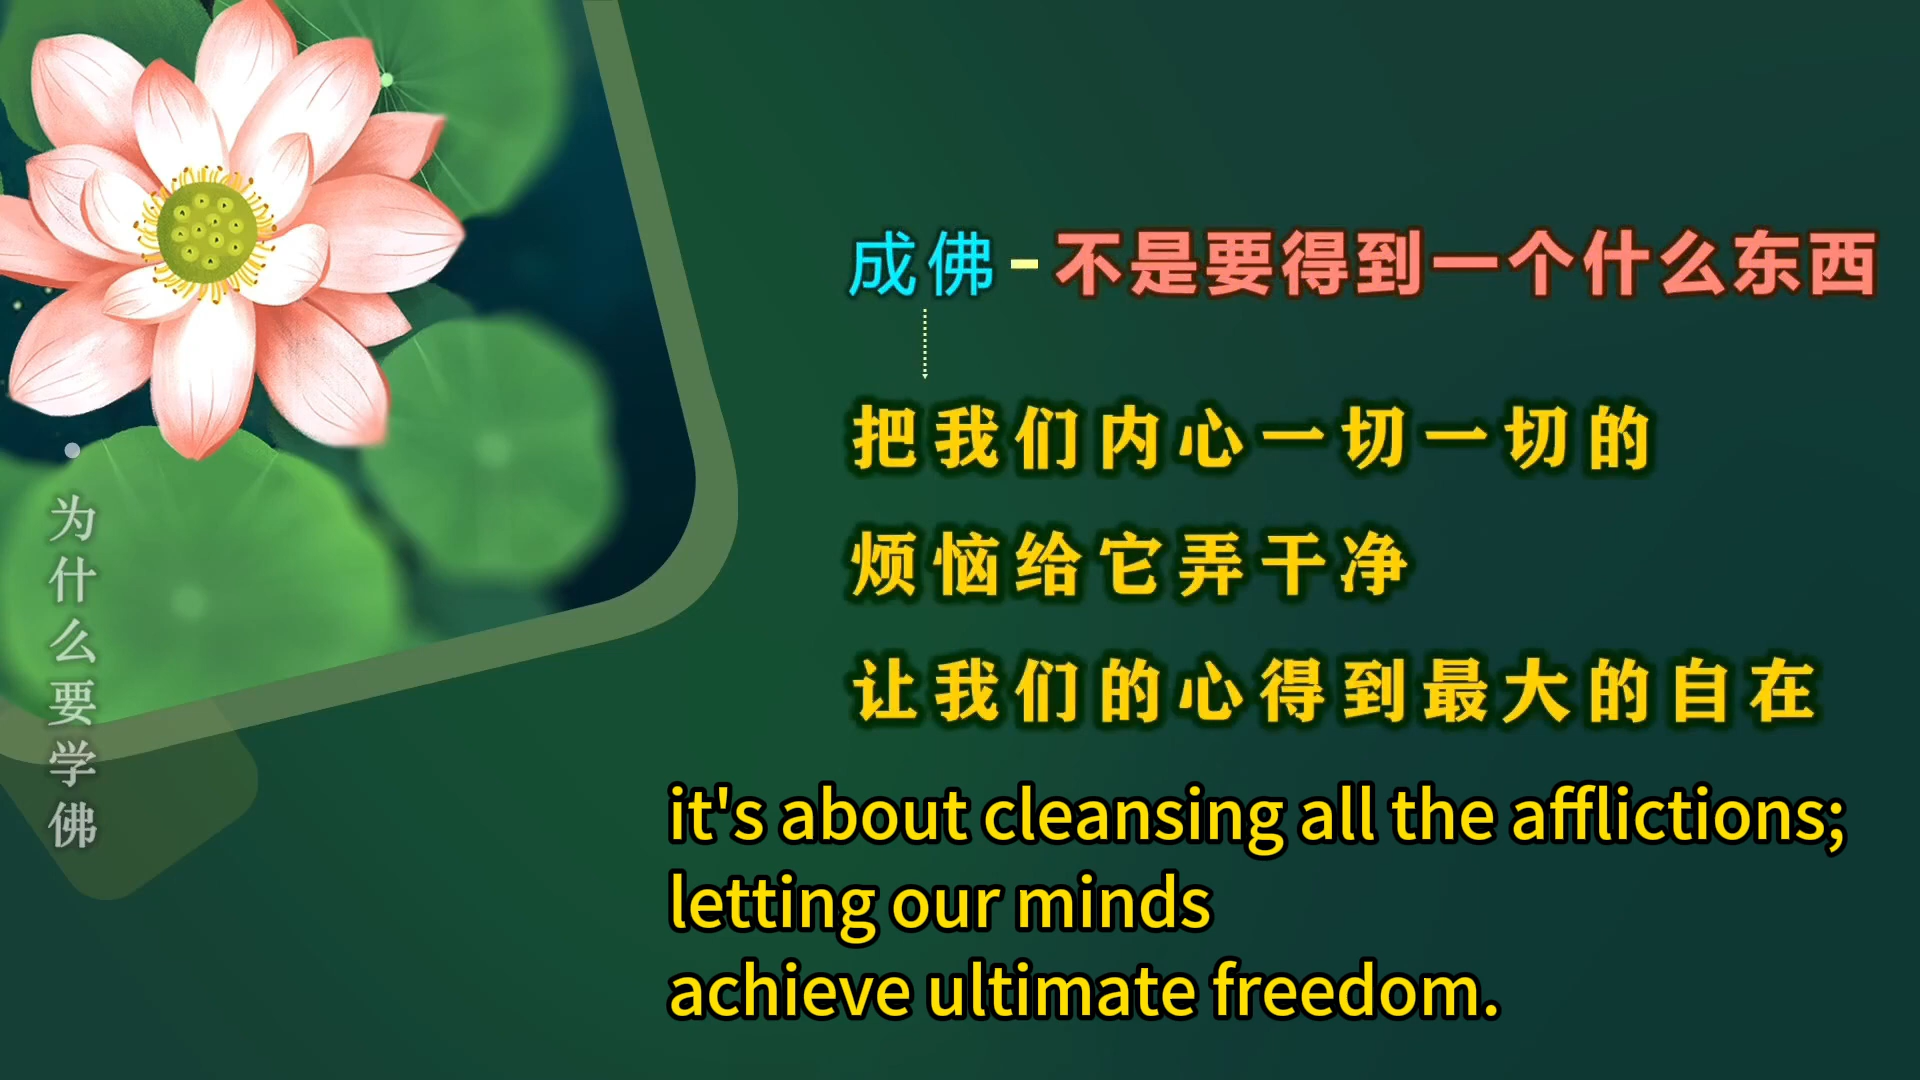 成佛-不是要得到一个什么东西
把我们内心一切一切的
烦恼给它弄干净
让我们的心得到最大的自在
it's about cleansing all the afflictions;
letting our minds
achieve ultimate freedom.
为什么要学佛